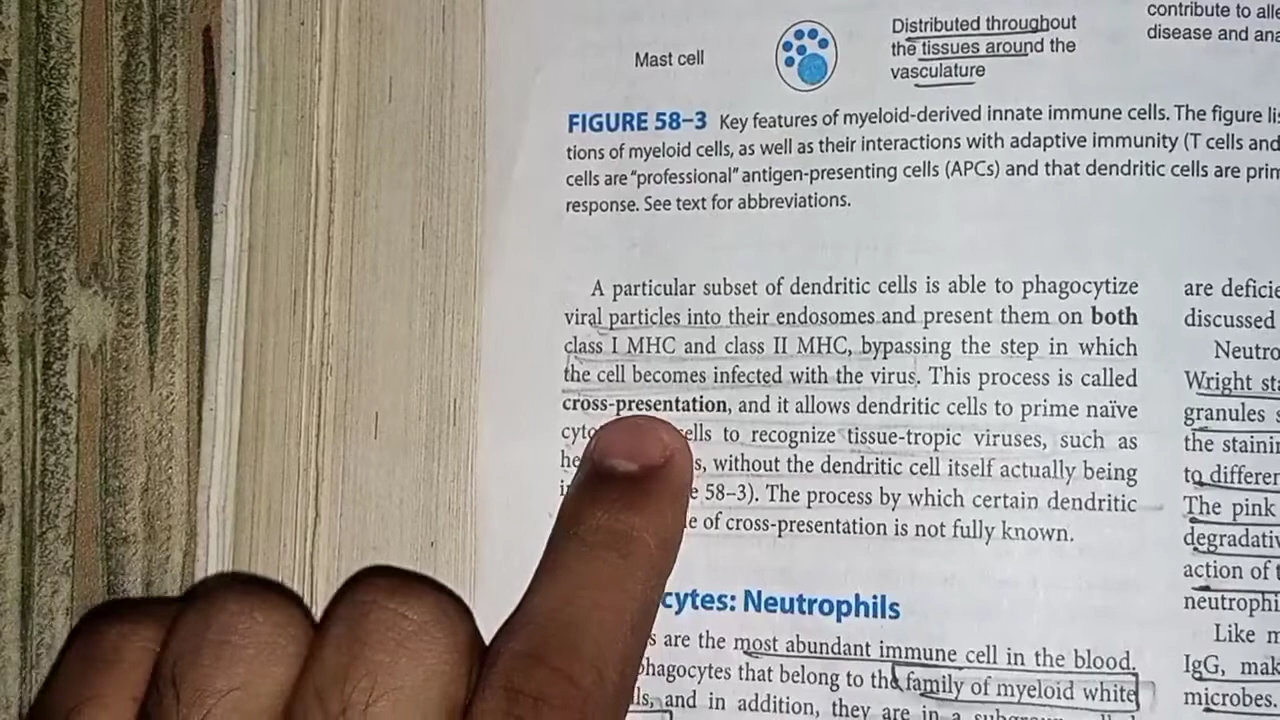 contribute to alle
disease and ana
Mast cell
Distributed throughout
the tissues around the
vasculature
FIGURE 58–3 Key features of myeloid-derived innate immune cells. The figure li
tions of myeloid cells, as well as their interactions with adaptive immunity (T cells and
cells are "professional" antigen-presenting cells (APCs) and that dendritic cells are prim
response. See text for abbreviations.
A particular subset of dendritic cells is able to phagocytize
viral particles into their endosomes and present them on both
class I MHC and class II MHC, bypassing the step in which
the cell becomes infected with the virus. This process is called
cross-presentation, and it allows dendritic cells to prime naïve
cyto ells to recognize tissue-tropic viruses, such as
he s, without the dendritic cell itself actually being
e 58–3). The process by which certain dendritic
e of cross-presentation is not fully known.
cytes: Neutrophils
s are the most abundant immune cell in the blood.
phagocytes that belong to the family of myeloid white
ls, and in addition, they are in a
are deficie
discussed
Neutro
Wright sta
granules
the stainin
to differen
The pink
degradativ
action of t
neutrophi
Like m
IgG, mak
microbes.